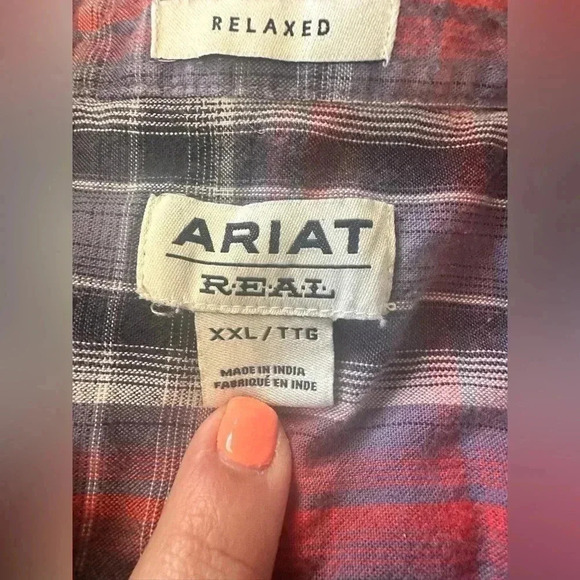 RELAXED
ARIAT
R·E·A·L
XXL/TTG
MADE IN INDIA
FABRIQUÉ EN INDE